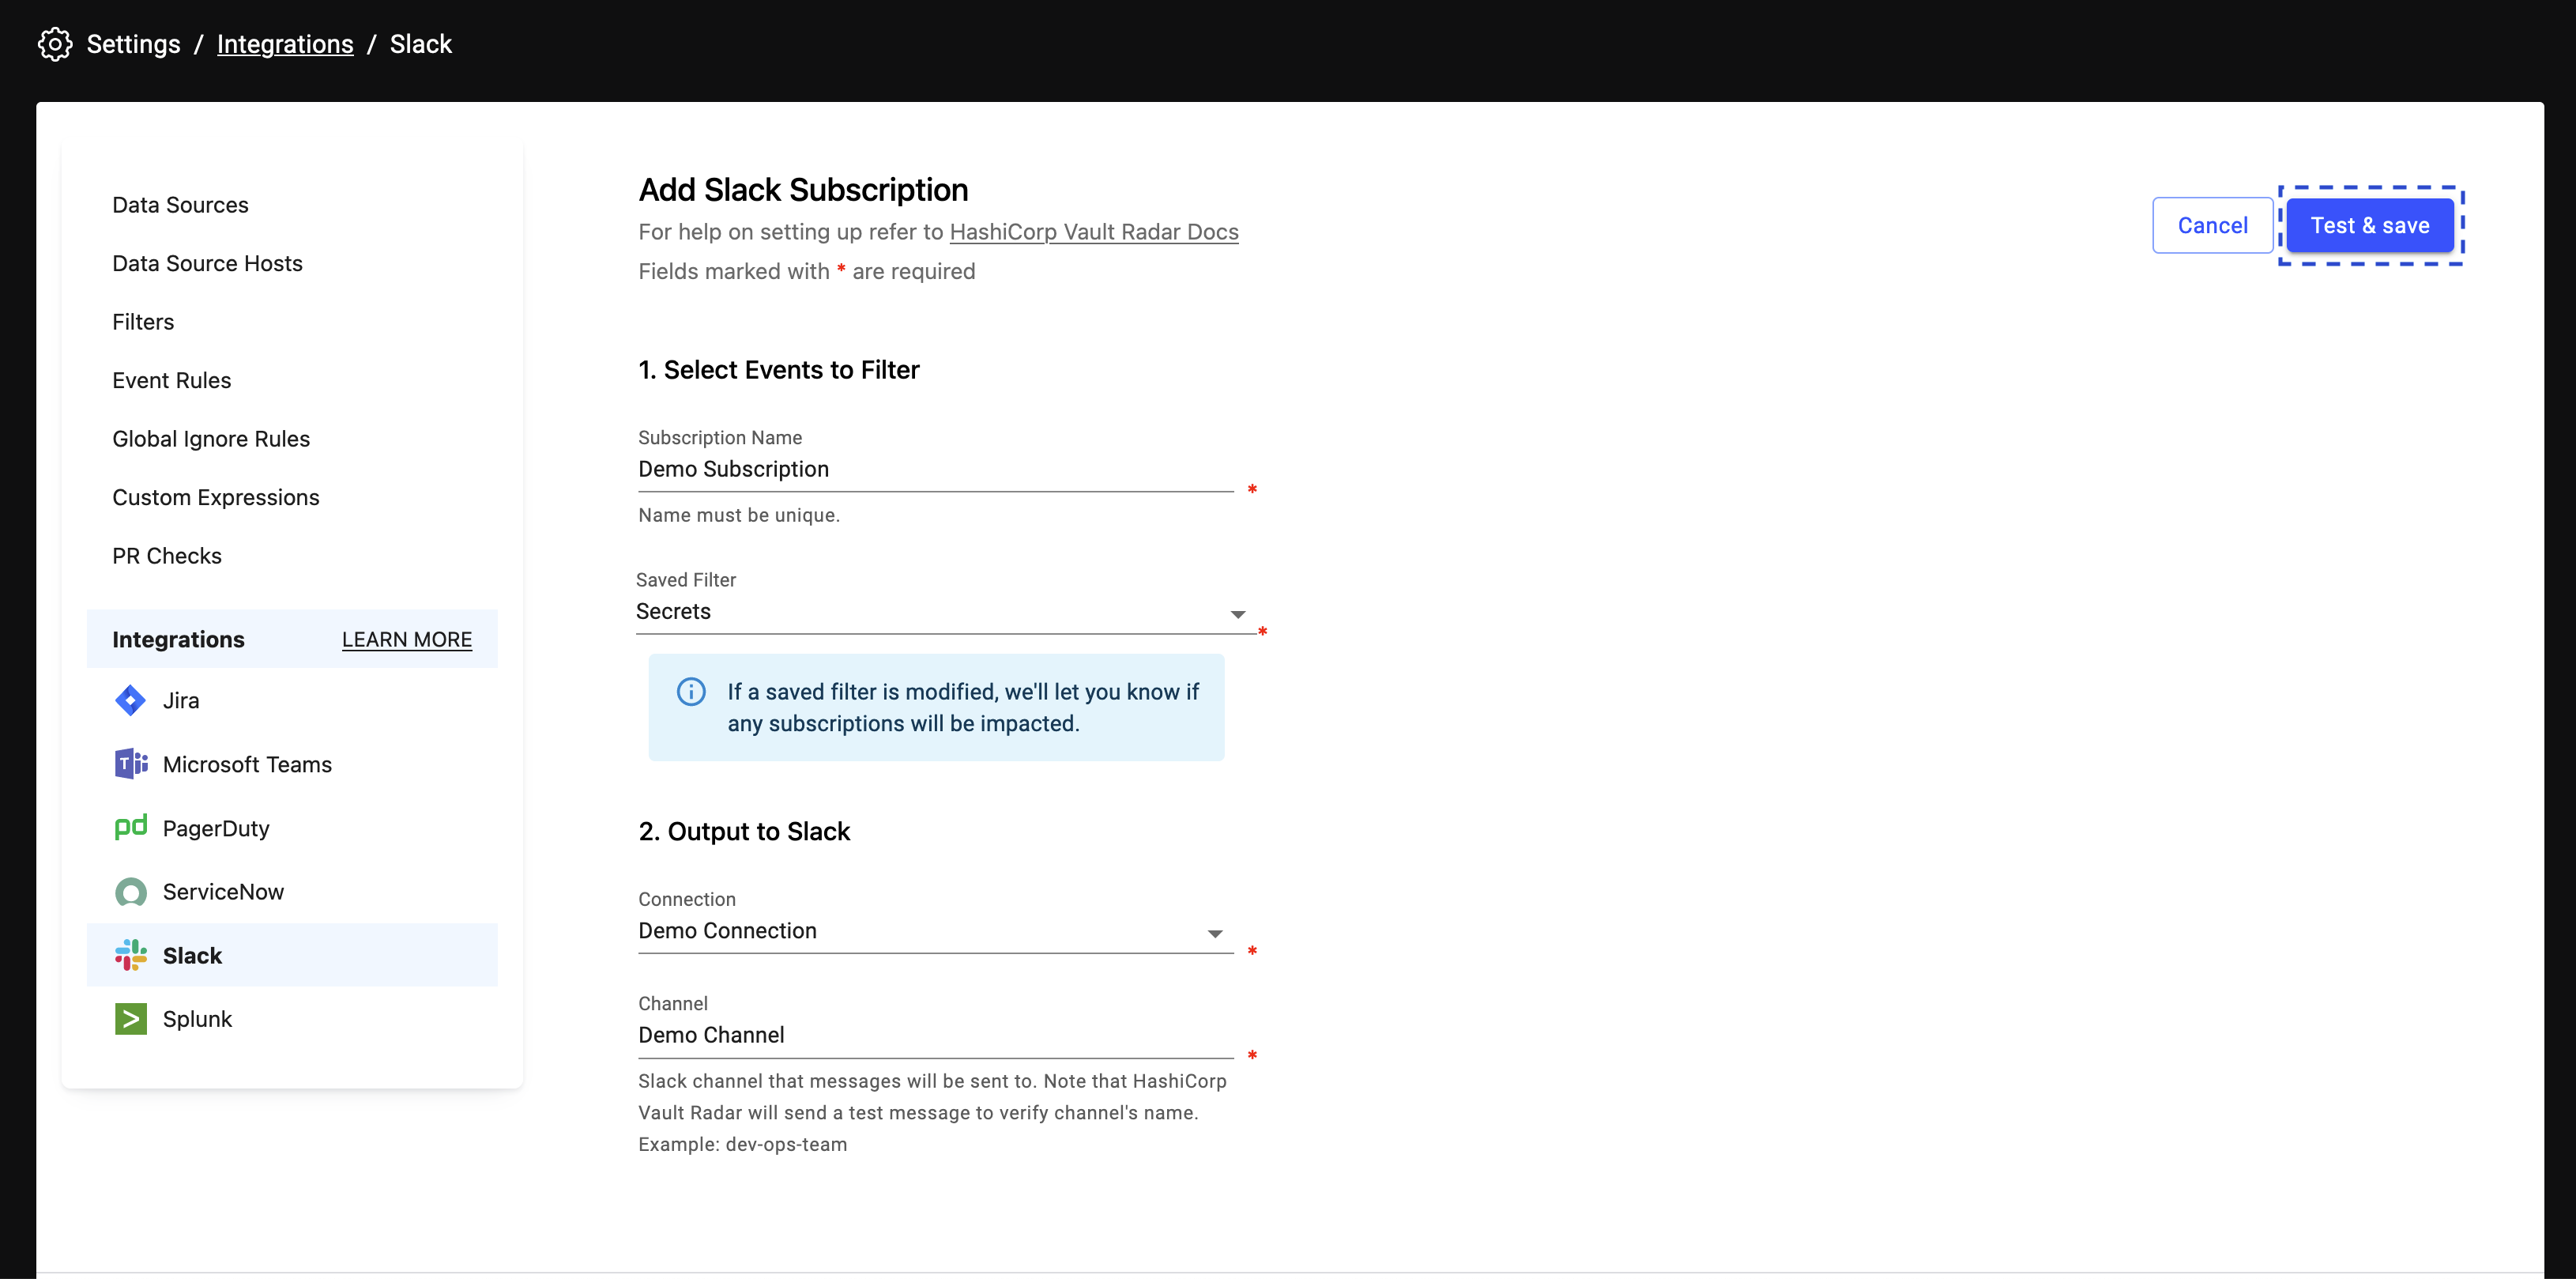 Settings / Integrations / Slack
Data Sources
Data Source Hosts
Filters
Event Rules
Global Ignore Rules
Custom Expressions
PR Checks
Integrations LEARN MORE
Jira
Microsoft Teams
PagerDuty
ServiceNow
Slack
Splunk
Add Slack Subscription
For help on setting up refer to HashiCorp Vault Radar Docs
Fields marked with * are required
Cancel
Test & save
1. Select Events to Filter
Subscription Name
Demo Subscription
*
Name must be unique.
Saved Filter
Secrets
*
If a saved filter is modified, we'll let you know if
any subscriptions will be impacted.
2. Output to Slack
Connection
Demo Connection
*
Channel
Demo Channel
*
Slack channel that messages will be sent to. Note that HashiCorp
Vault Radar will send a test message to verify channel's name.
Example: dev-ops-team